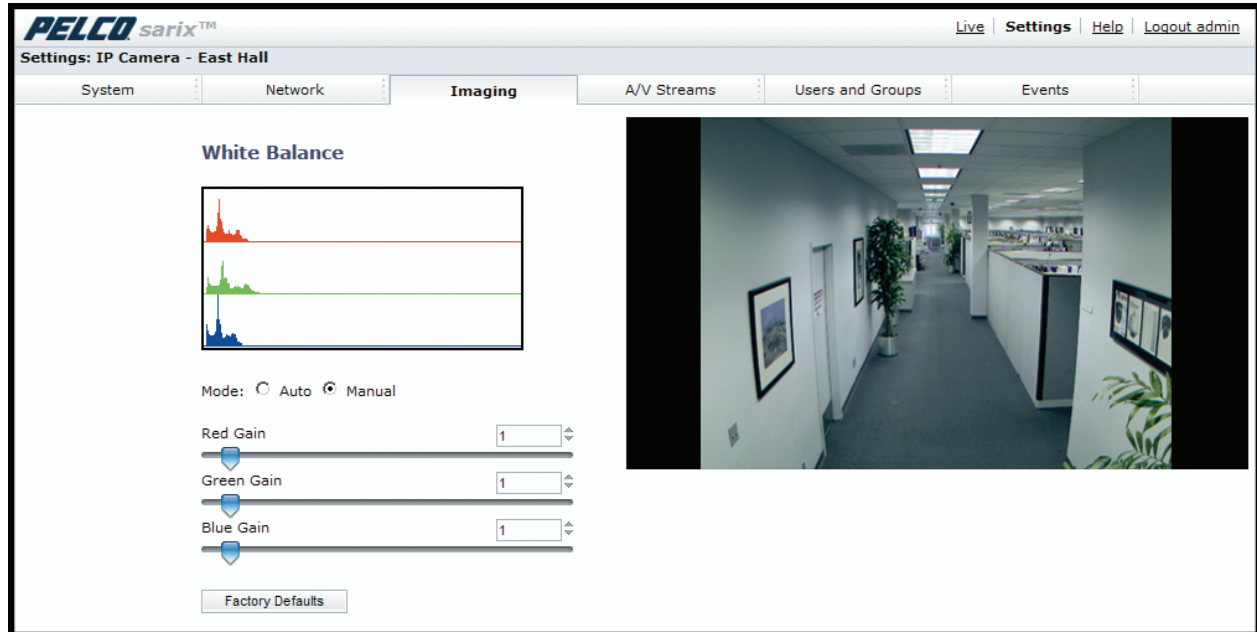 PELCO sarix™
Live | Settings | Help | Logout admin
Settings: IP Camera - East Hall
System Network Imaging A/V Streams Users and Groups Events
White Balance
Mode: Auto Manual
Red Gain 1
Green Gain 1
Blue Gain 1
Factory Defaults